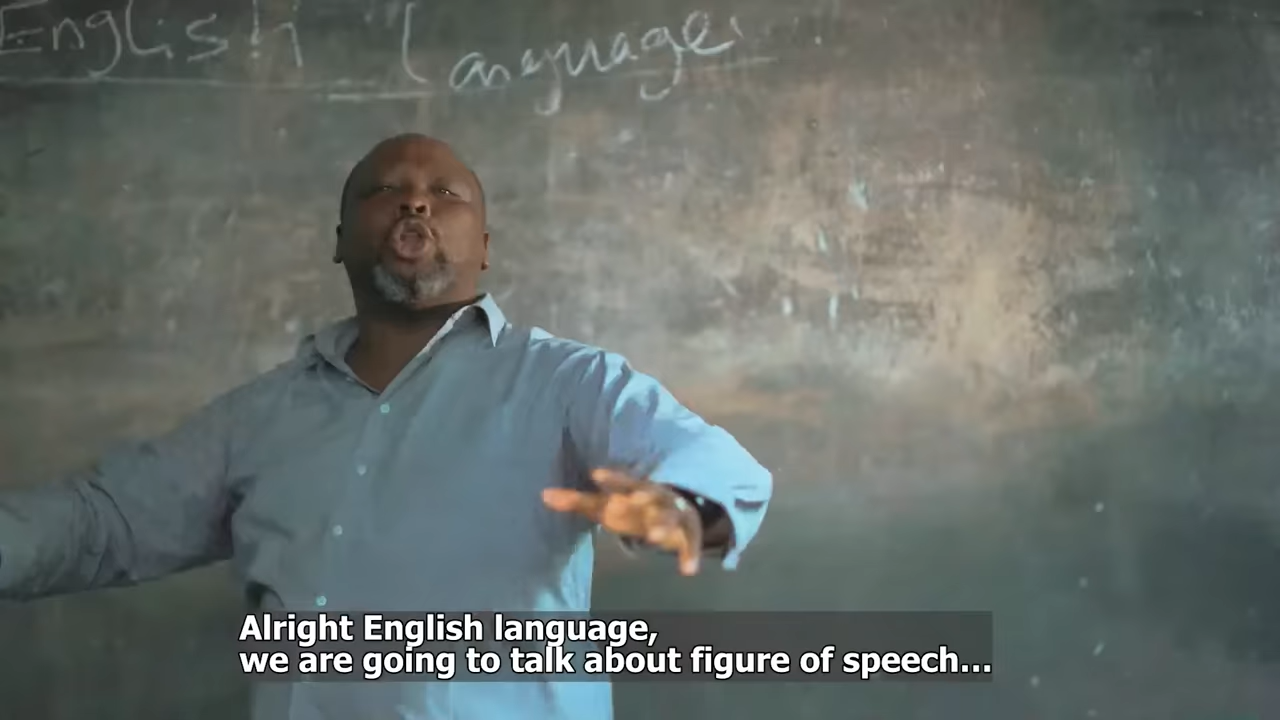 English Language
Alright English language,
we are going to talk about figure of speech...